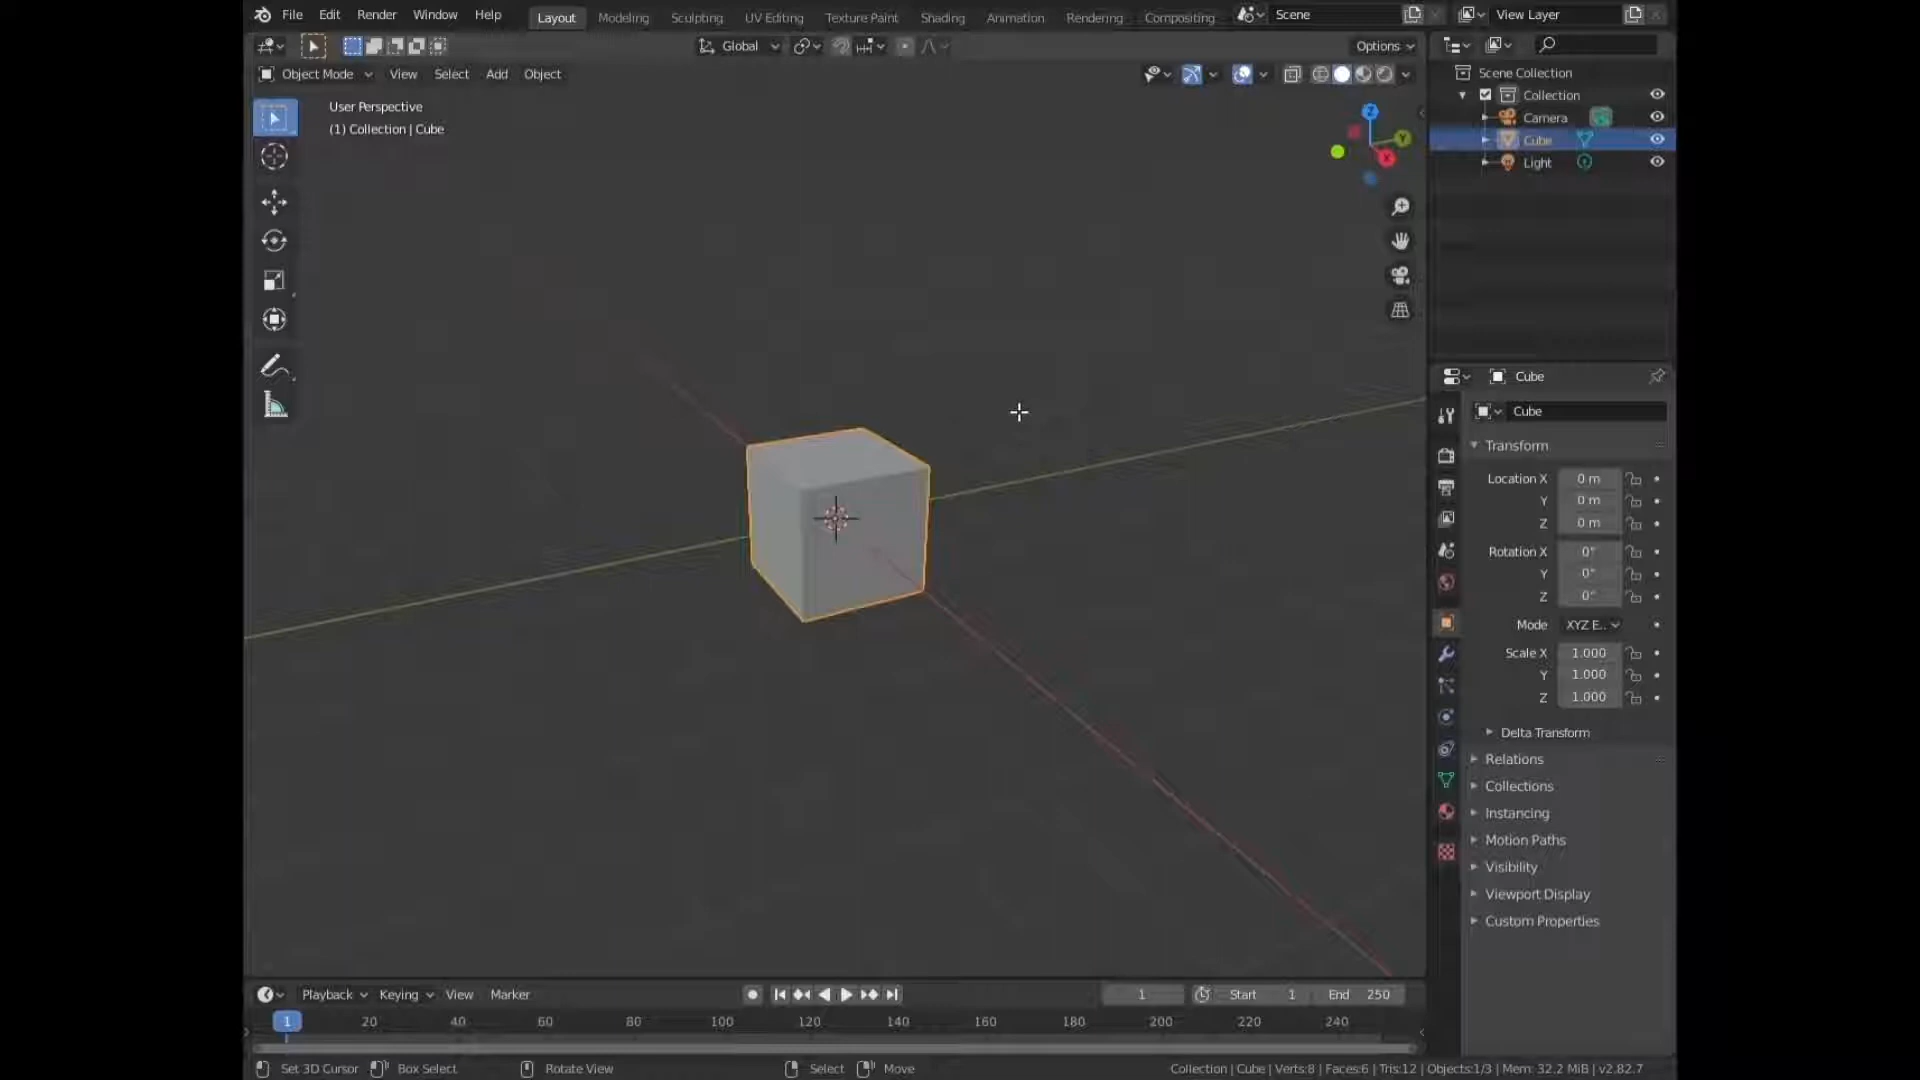 File Edit Render Window Help Layout Modeling Sculpting UV Editing Texture Paint Shading Animation Rendering Compositing Scene View Layer
Global Options
Object Mode View Select Add Object
User Perspective
(1) Collection | Cube
Z
Y
X
Scene Collection
Collection
Camera
Cube
Light
Cube
Cube
Transform
Location X 0 m
Y 0 m
Z 0 m
Rotation X 0°
Y 0°
Z 0°
Mode XYZ E..
Scale X 1.000
Y 1.000
Z 1.000
Delta Transform
Relations
Collections
Instancing
Motion Paths
Visibility
Viewport Display
Custom Properties
Playback Keying View Marker 1 Start 1 End 250
1 20 40 60 80 100 120 140 160 180 200 220 240
Set 3D Cursor Box Select Rotate View Select Move Collection | Cube | Verts:8 | Faces:6 | Tris:12 | Objects:1/3 | Mem: 32.2 MiB | v2.82.7